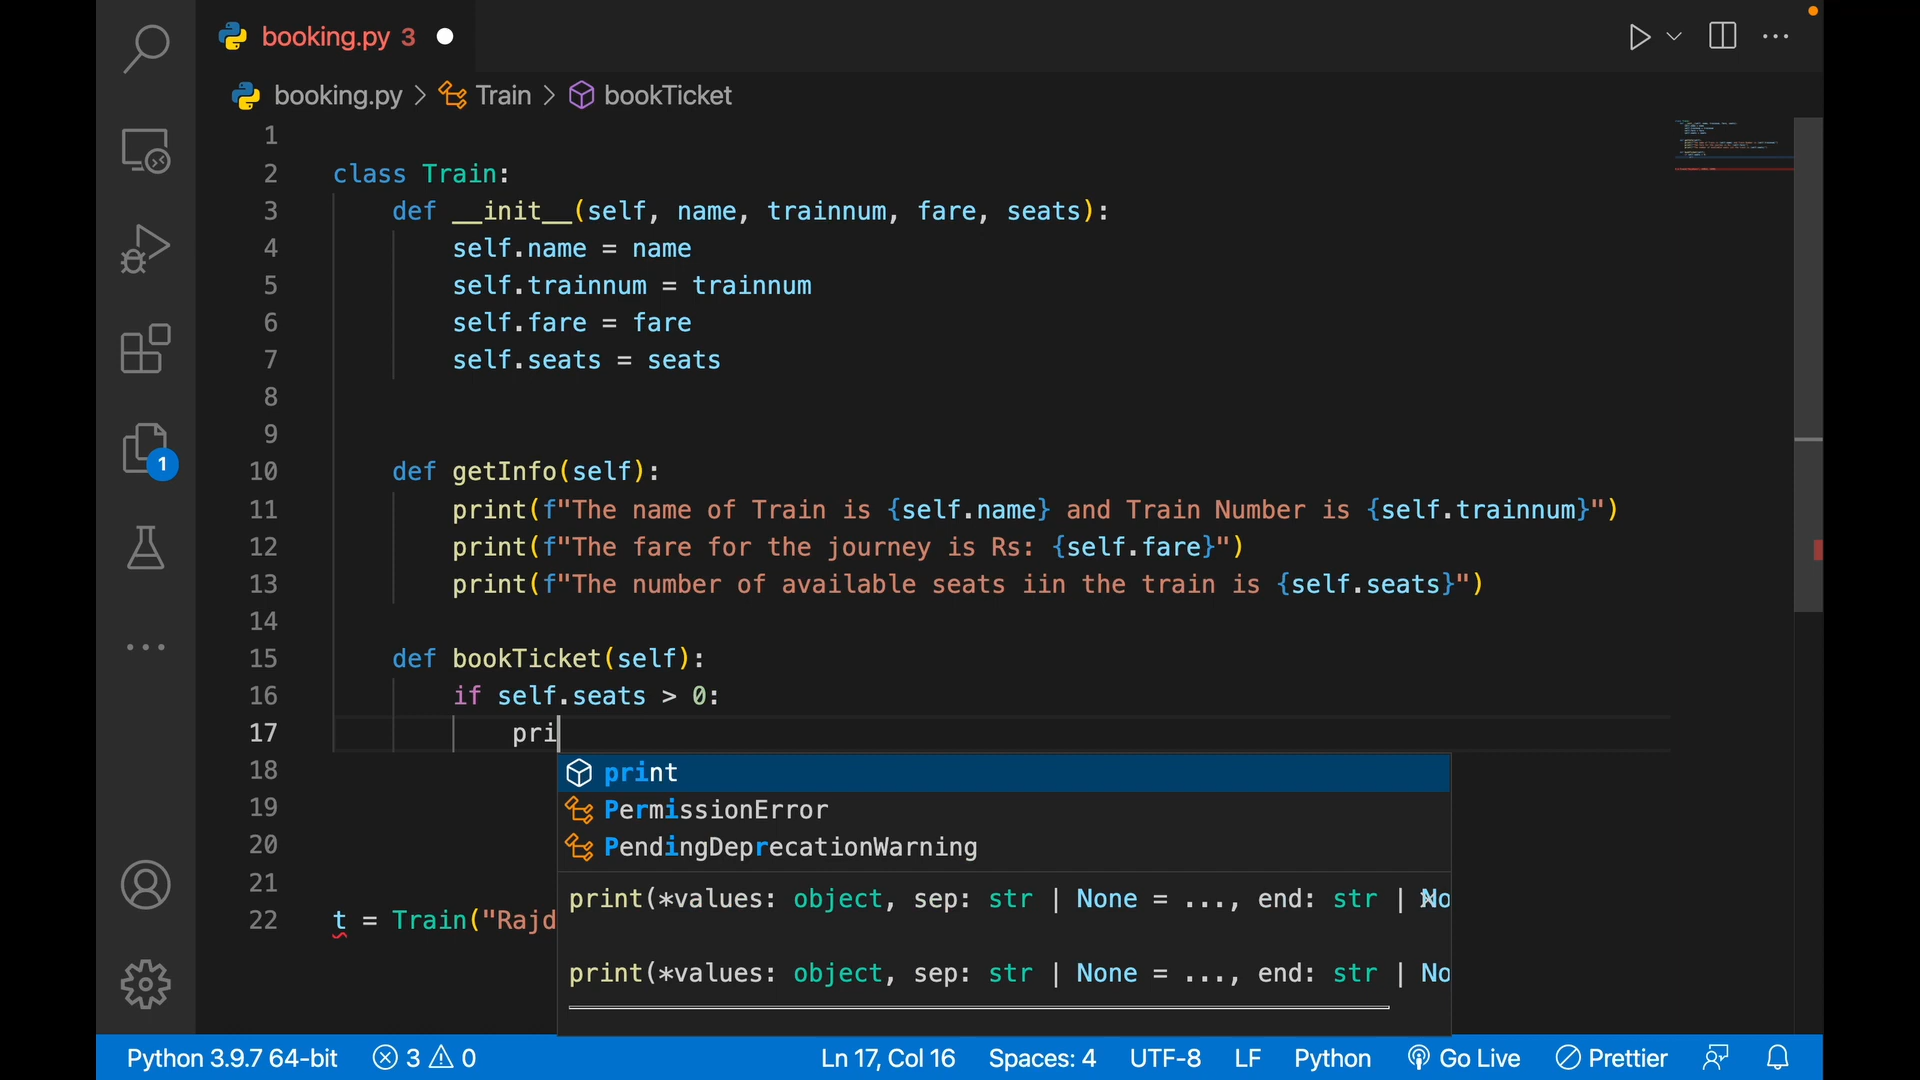 booking.py 3
booking.py > Train > bookTicket
1
2 class Train:
3 def __init__(self, name, trainnum, fare, seats):
4 self.name = name
5 self.trainnum = trainnum
6 self.fare = fare
7 self.seats = seats
8
9
10 def getInfo(self):
11 print(f"The name of Train is {self.name} and Train Number is {self.trainnum}")
12 print(f"The fare for the journey is Rs: {self.fare}")
13 print(f"The number of available seats iin the train is {self.seats}")
14
15 def bookTicket(self):
16 if self.seats > 0:
17 pri
18 print
19 PermissionError
20 PendingDeprecationWarning
21 print(*values: object, sep: str | None = ..., end: str | No
22 t = Train("Rajd
print(*values: object, sep: str | None = ..., end: str | No
1
Python 3.9.7 64-bit 3 0 Ln 17, Col 16 Spaces: 4 UTF-8 LF Python Go Live Prettier